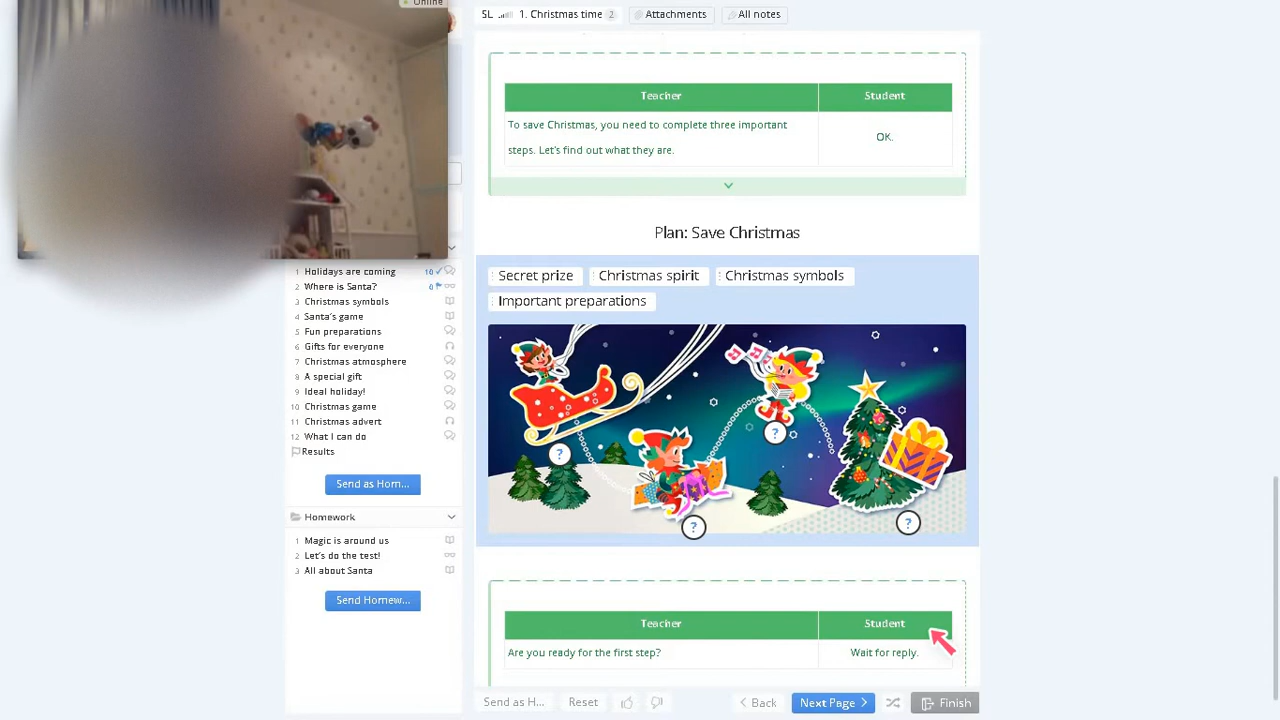 Online
SL 1. Christmas time 2 Attachments All notes
Teacher Student
To save Christmas, you need to complete three important
steps. Let's find out what they are.
OK.
Plan: Save Christmas
Secret prize Christmas spirit Christmas symbols
Important preparations
?
?
?
?
Teacher Student
Are you ready for the first step? Wait for reply.
1 Holidays are coming 10
2 Where is Santa? 0
3 Christmas symbols
4 Santa's game
5 Fun preparations
6 Gifts for everyone
7 Christmas atmosphere
8 A special gift
9 Ideal holiday!
10 Christmas game
11 Christmas advert
12 What I can do
Results
Send as Hom...
Homework
1 Magic is around us
2 Let's do the test!
3 All about Santa
Send Homew...
Send as H... Reset Back Next Page Finish